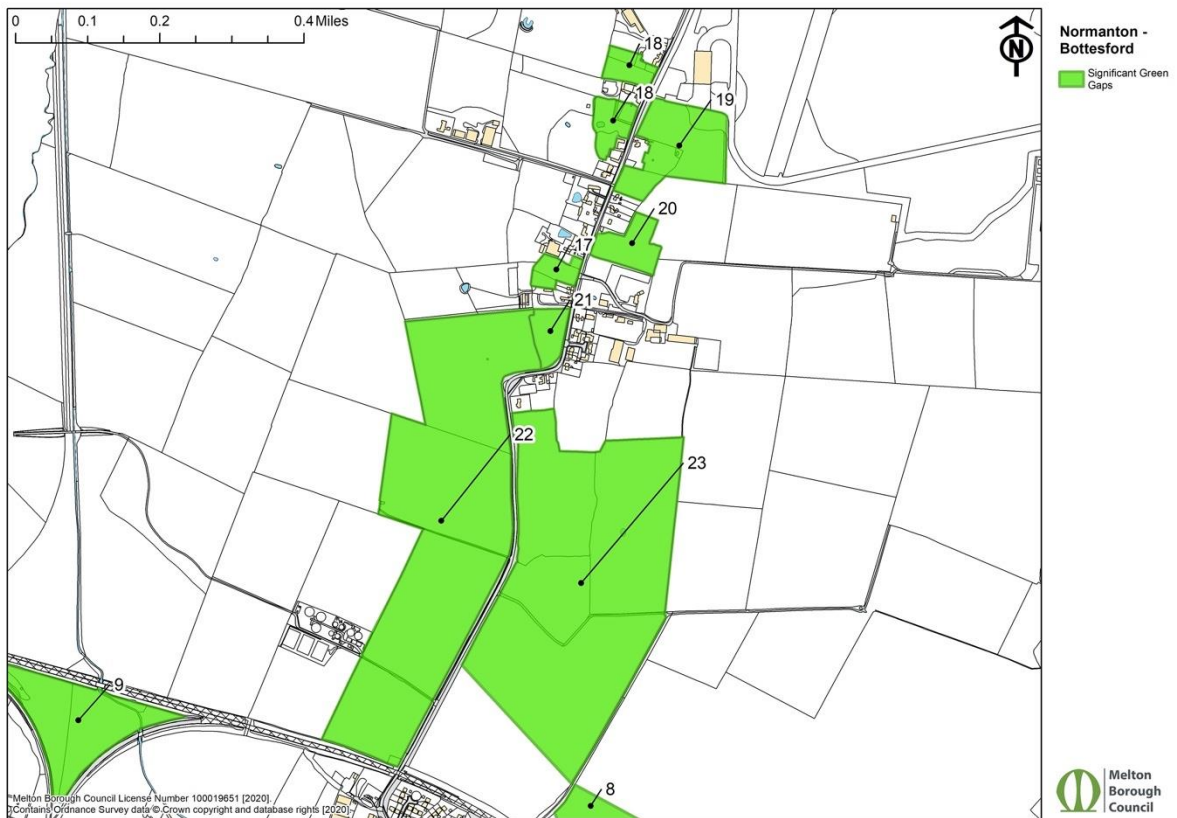 0 0.1 0.2 0.4 Miles
N
Normanton -
Bottesford
Significant Green
Gaps
18
18
19
20
17
21
22
23
9
8
Melton Borough Council License Number 100019651 [2020].
Contains Ordnance Survey data © Crown copyright and database rights [2020]
Melton
Borough
Council